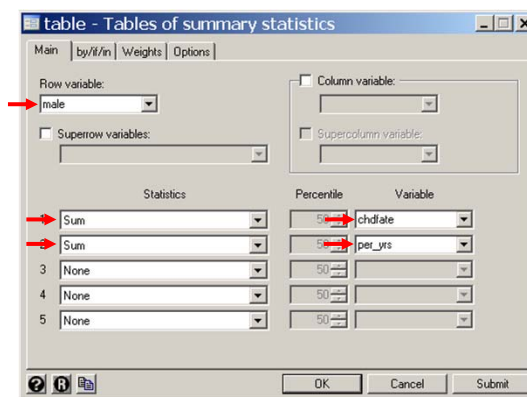 table - Tables of summary statistics
Main by/if/in Weights Options
Row variable:
male
Column variable:
Superrow variables:
Supercolumn variable:
Statistics Percentile Variable
Sum 50 chdfate
Sum 50 per_yrs
3 None 50
4 None 50
5 None 50
OK Cancel Submit